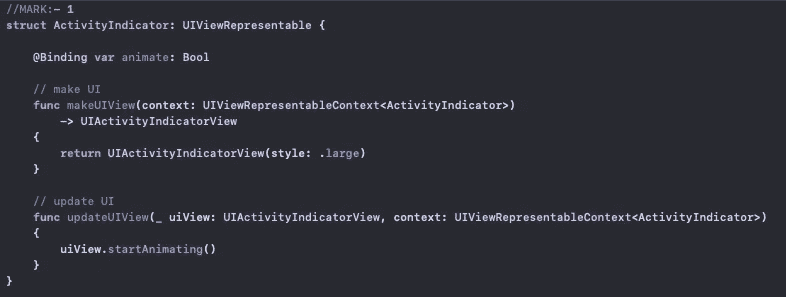 //MARK:- 1
struct ActivityIndicator: UIViewRepresentable {
@Binding var animate: Bool
// make UI
func makeUIView(context: UIViewRepresentableContext<ActivityIndicator>)
-> UIActivityIndicatorView
{
return UIActivityIndicatorView(style: .large)
}
// update UI
func updateUIView(_ uiView: UIActivityIndicatorView, context: UIViewRepresentableContext<ActivityIndicator>)
{
uiView.startAnimating()
}
}